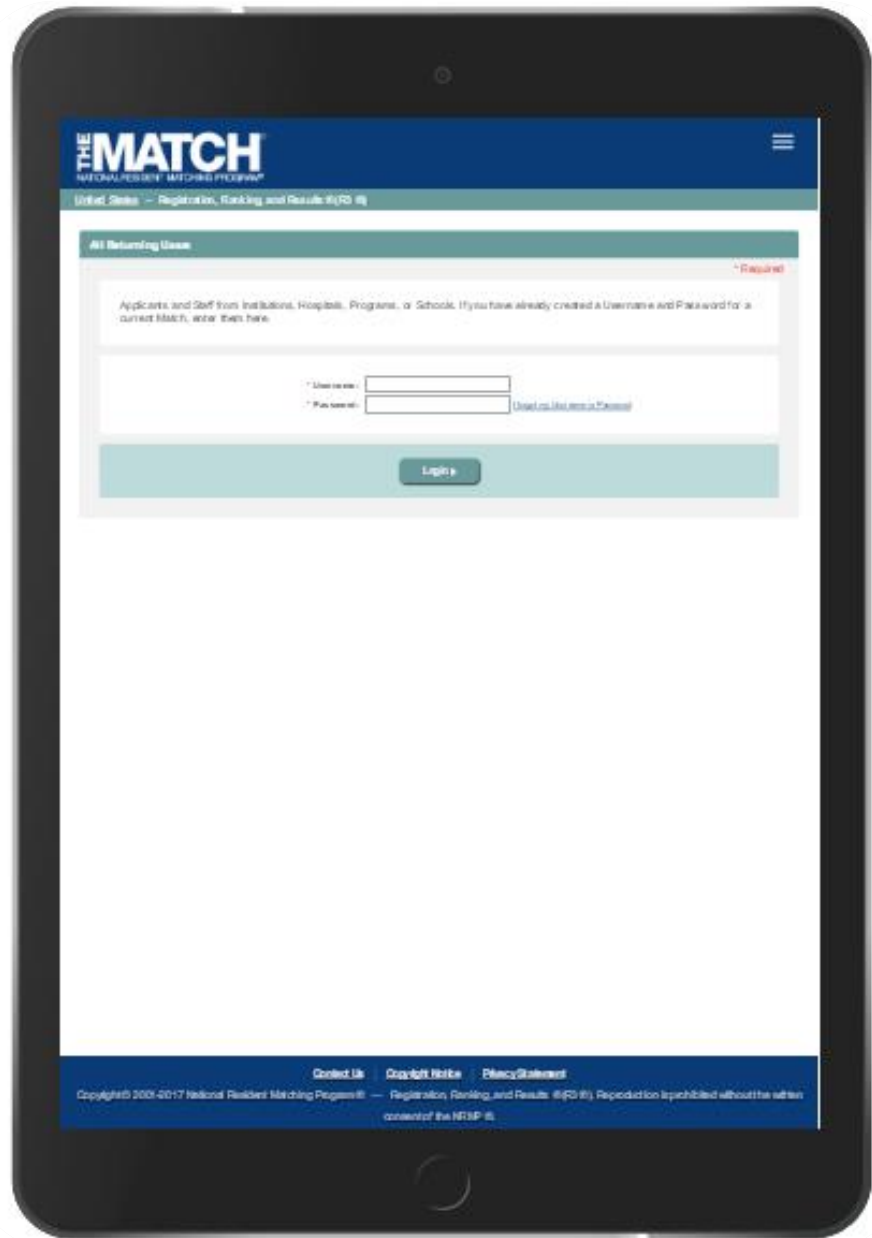 THE MATCH®
NATIONAL RESIDENT MATCHING PROGRAM®
United States – Registration, Ranking, and Results ®(R3 ®)
All Returning Users
* Required
Applicants and Staff from Institutions, Hospitals, Programs, or Schools. If you have already created a Username and Password for a
current Match, enter them here.
* Username:
* Password: Forgot my Username or Password
Login ▸
Contact Us | Copyright Notice | Privacy Statement
Copyright© 2001-2017 National Resident Matching Program® — Registration, Ranking, and Results ®(R3 ®), Reproduction is prohibited without the written
consent of the NRMP ®.